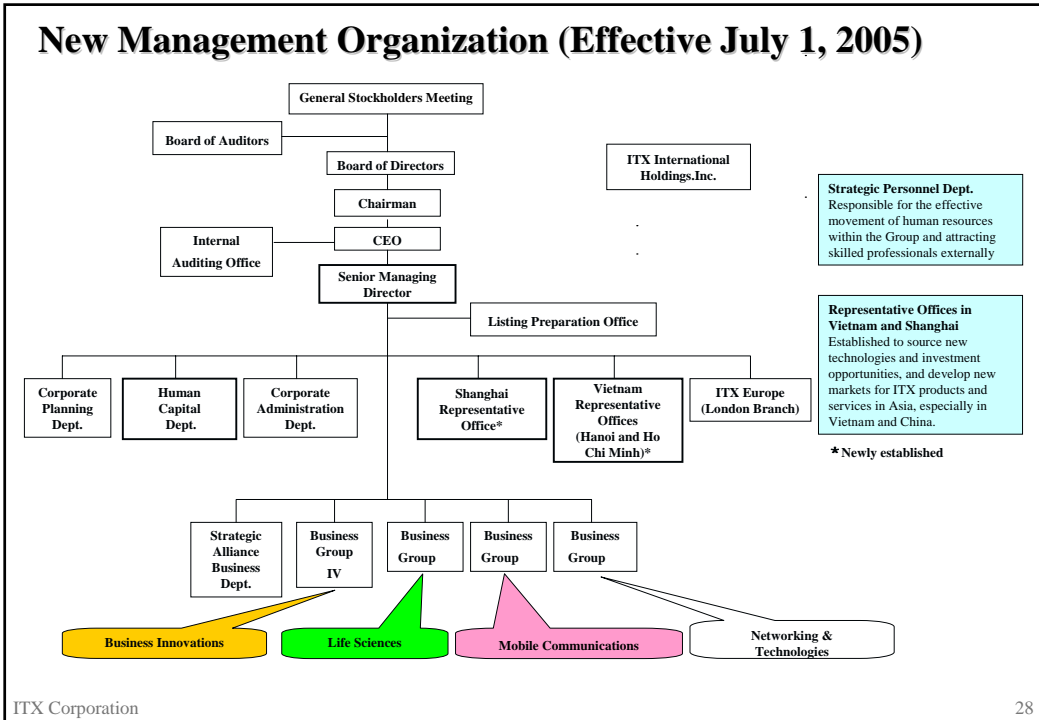 New Management Organization (Effective July 1, 2005)
General Stockholders Meeting
Board of Auditors
Board of Directors
ITX International
Holdings.Inc.
Chairman
Strategic Personnel Dept.
Responsible for the effective
movement of human resources
within the Group and attracting
skilled professionals externally
Internal
Auditing Office
CEO
Senior Managing
Director
Listing Preparation Office
Representative Offices in
Vietnam and Shanghai
Established to source new
technologies and investment
opportunities, and develop new
markets for ITX products and
services in Asia, especially in
Vietnam and China.
* Newly established
Corporate
Planning
Dept.
Human
Capital
Dept.
Corporate
Administration
Dept.
Shanghai
Representative
Office*
Vietnam
Representative
Offices
(Hanoi and Ho
Chi Minh)*
ITX Europe
(London Branch)
Strategic
Alliance
Business
Dept.
Business
Group
IV
Business
Group
Business
Group
Business
Group
Business Innovations
Life Sciences
Mobile Communications
Networking &
Technologies
ITX Corporation
28